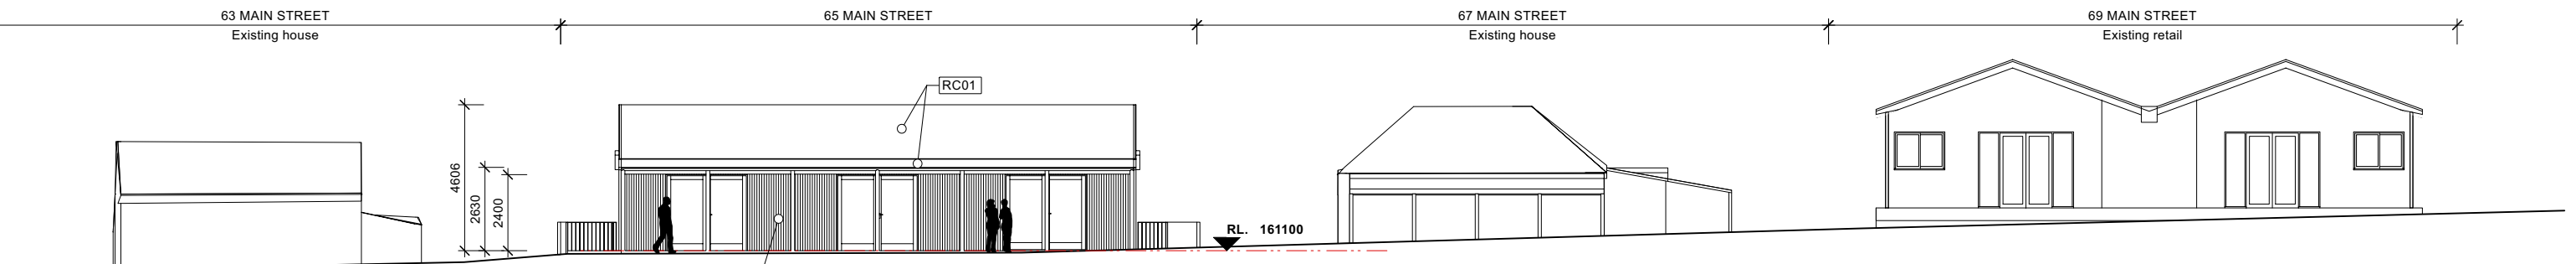 63 MAIN STREET
Existing house
65 MAIN STREET
67 MAIN STREET
Existing house
69 MAIN STREET
Existing retail
RC01
4606
2630
2400
RL. 161100